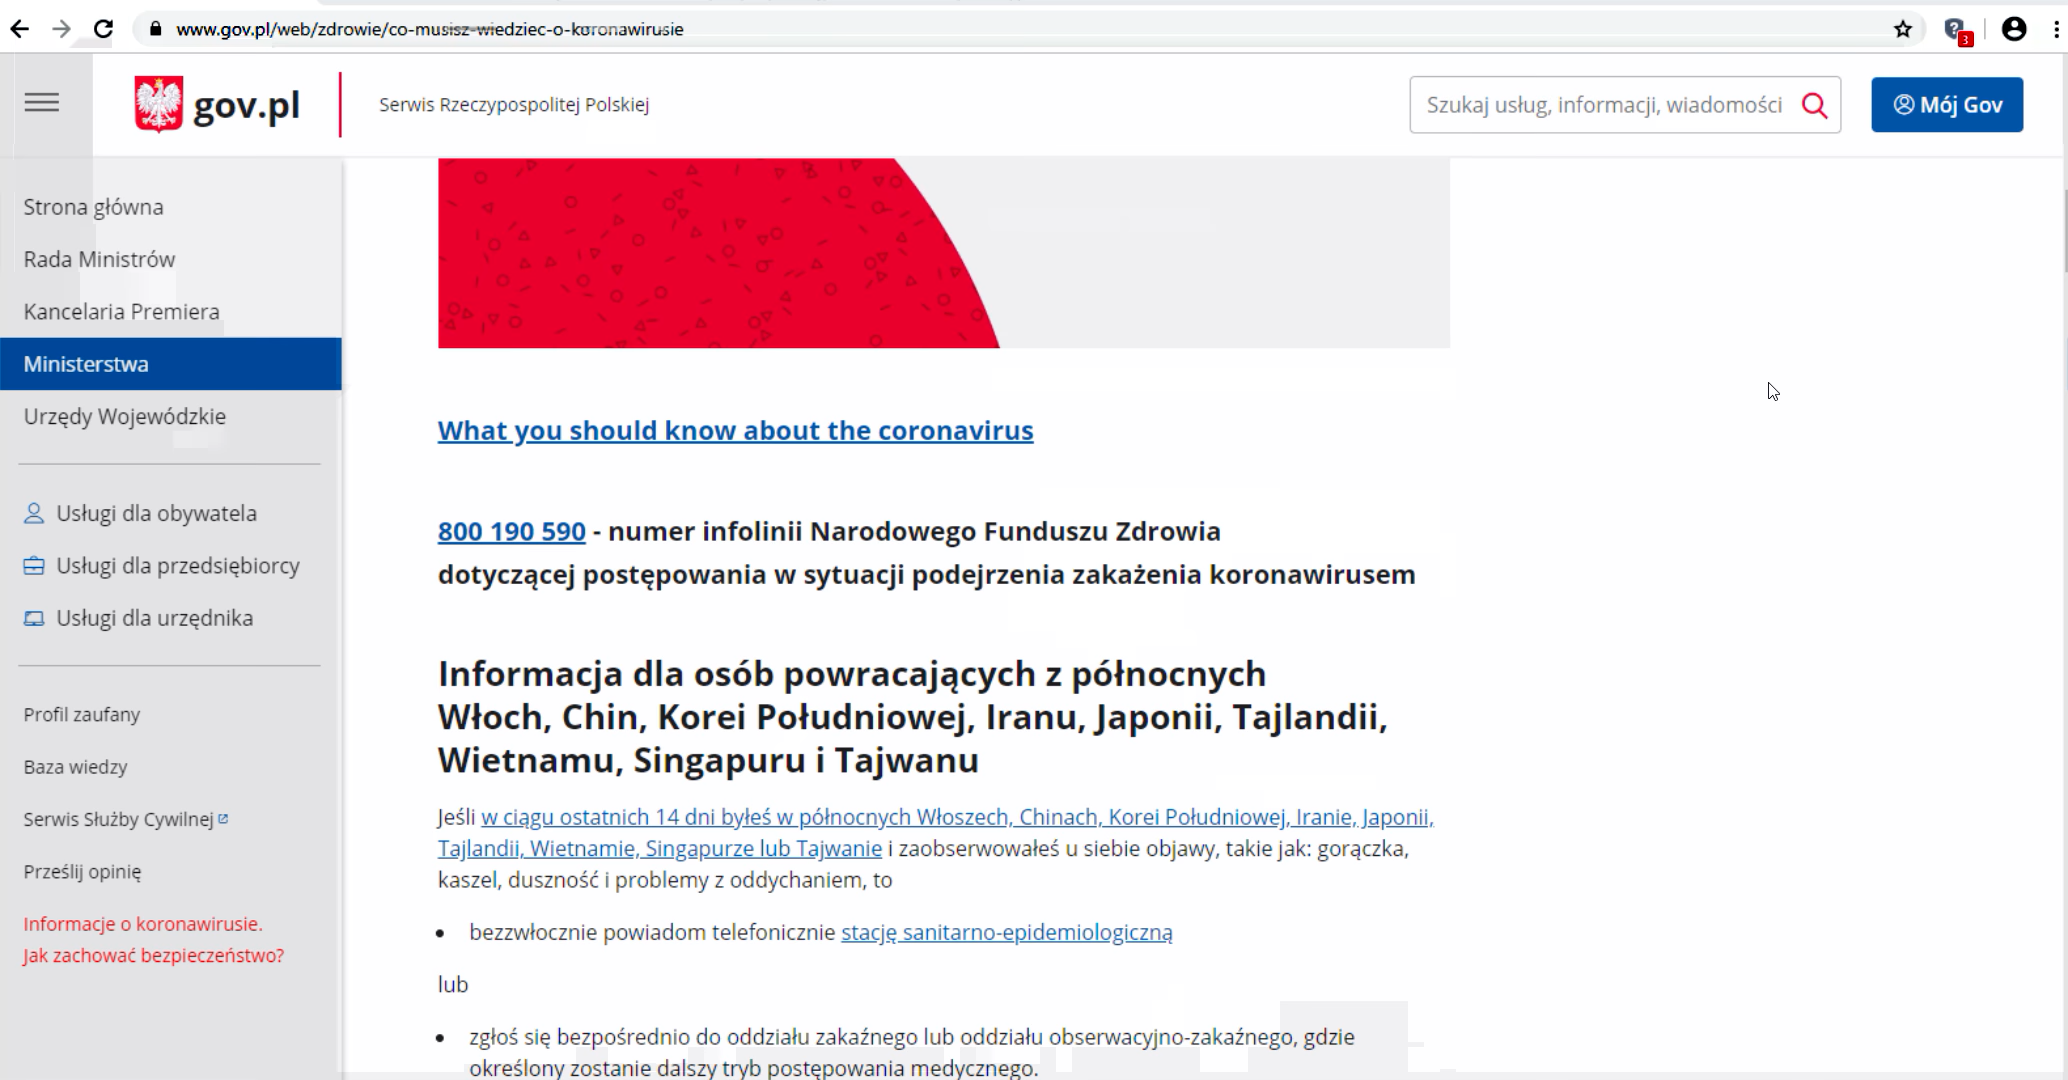 www.gov.pl/web/zdrowie/co-musisz-wiedziec-o-koronawirusie
3
gov.pl
Serwis Rzeczypospolitej Polskiej
Szukaj usług, informacji, wiadomości
Mój Gov
Strona główna
Rada Ministrów
Kancelaria Premiera
Ministerstwa
Urzędy Wojewódzkie
Usługi dla obywatela
Usługi dla przedsiębiorcy
Usługi dla urzędnika
Profil zaufany
Baza wiedzy
Serwis Służby Cywilnej
Prześlij opinię
Informacje o koronawirusie.
Jak zachować bezpieczeństwo?
What you should know about the coronavirus
800 190 590 - numer infolinii Narodowego Funduszu Zdrowia
dotyczącej postępowania w sytuacji podejrzenia zakażenia koronawirusem
Informacja dla osób powracających z północnych
Włoch, Chin, Korei Południowej, Iranu, Japonii, Tajlandii,
Wietnamu, Singapuru i Tajwanu
Jeśli w ciągu ostatnich 14 dni byłeś w północnych Włoszech, Chinach, Korei Południowej, Iranie, Japonii,
Tajlandii, Wietnamie, Singapurze lub Tajwanie i zaobserwowałeś u siebie objawy, takie jak: gorączka,
kaszel, duszność i problemy z oddychaniem, to
• bezzwłocznie powiadom telefonicznie stację sanitarno-epidemiologiczną
lub
• zgłoś się bezpośrednio do oddziału zakaźnego lub oddziału obserwacyjno-zakaźnego, gdzie
określony zostanie dalszy tryb postępowania medycznego.